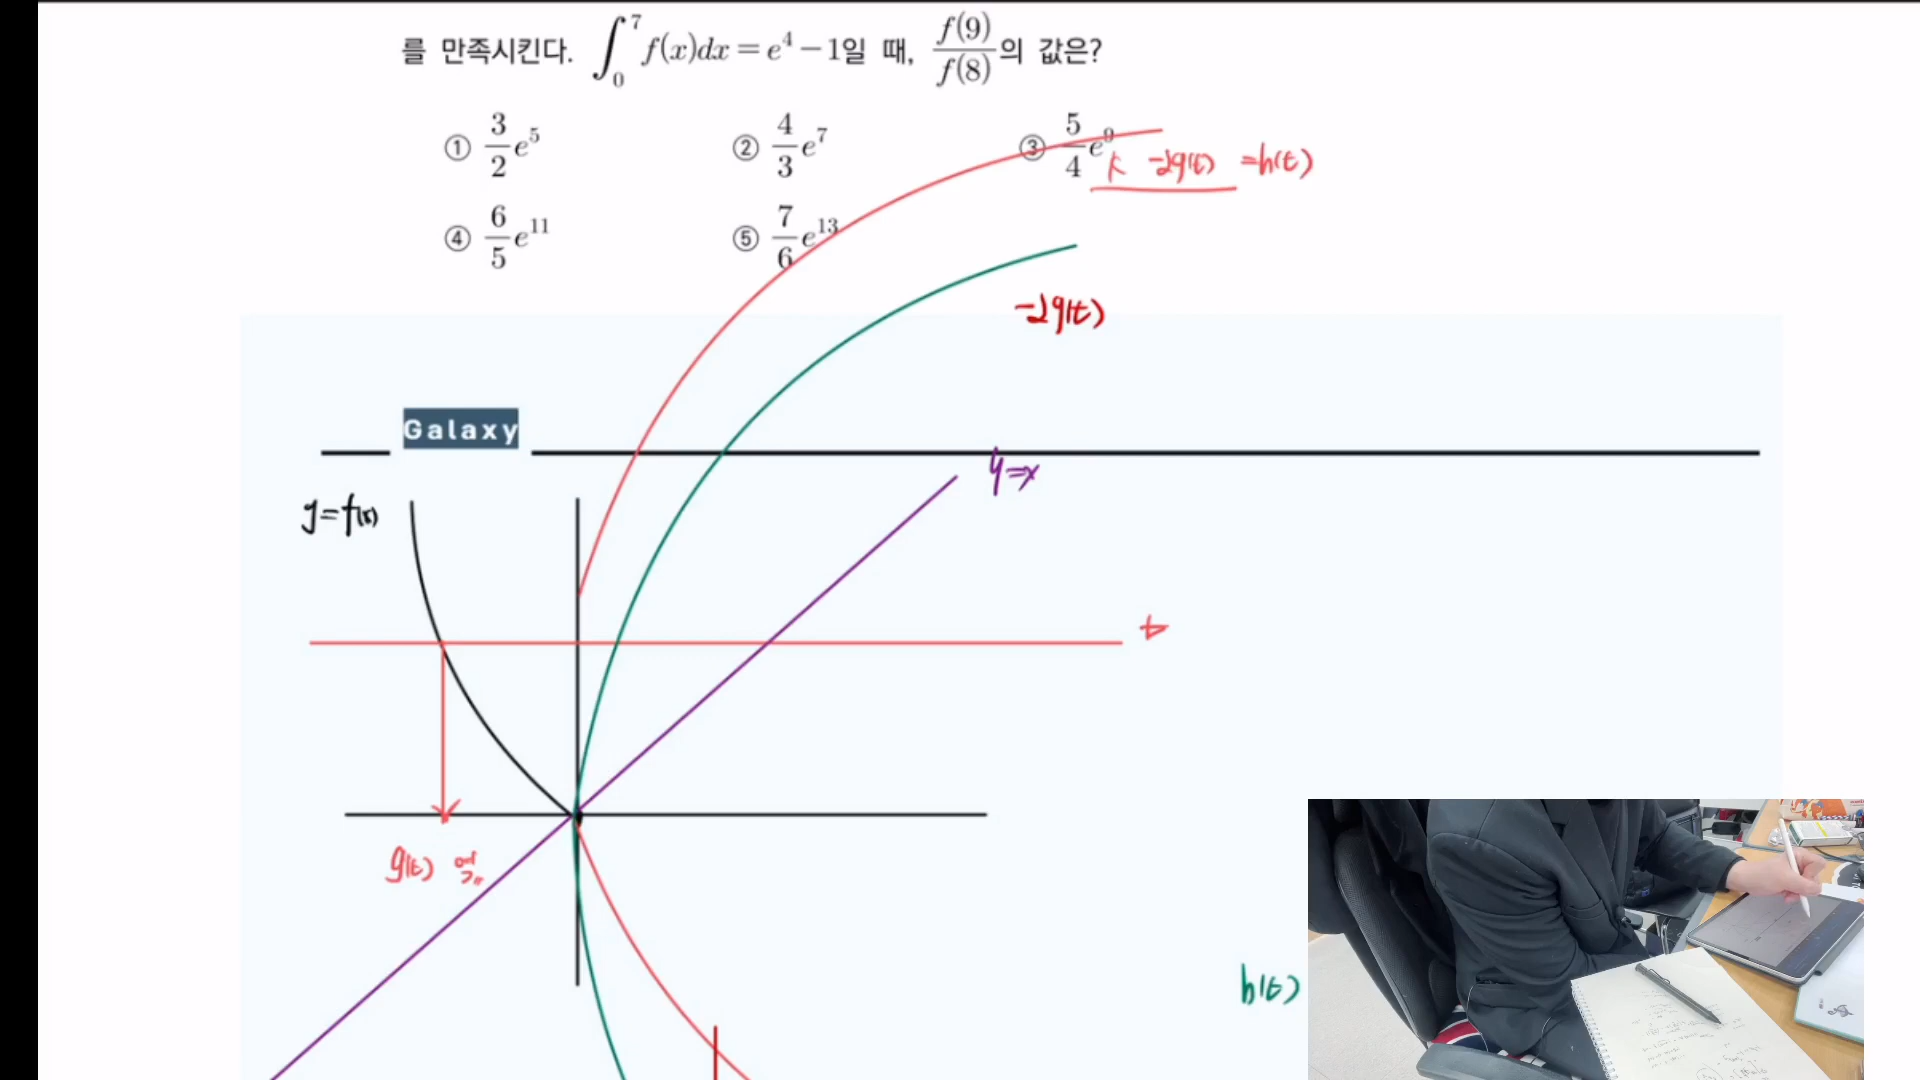 를 만족시킨다. ∫₀⁷ f(x)dx = e⁴ − 1일 때, f(9)/f(8)의 값은?
① 3/2 e⁵ ② 4/3 e⁷ ③ 5/4 e⁹
k −2g(t) = h(t)
④ 6/5 e¹¹ ⑤ 7/6 e¹³
−2g(t)
Galaxy
y=x
y=f(x)
t
g(t)
h(t)